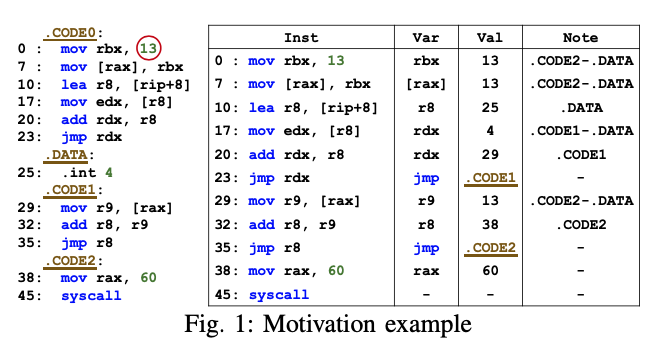 .CODE0:
0 : mov rbx, 13
7 : mov [rax], rbx
10: lea r8, [rip+8]
17: mov edx, [r8]
20: add rdx, r8
23: jmp rdx
.DATA:
25: .int 4
.CODE1:
29: mov r9, [rax]
32: add r8, r9
35: jmp r8
.CODE2:
38: mov rax, 60
45: syscall
Inst Var Val Note
0 : mov rbx, 13 rbx 13 .CODE2-.DATA
7 : mov [rax], rbx [rax] 13 .CODE2-.DATA
10: lea r8, [rip+8] r8 25 .DATA
17: mov edx, [r8] rdx 4 .CODE1-.DATA
20: add rdx, r8 rdx 29 .CODE1
23: jmp rdx jmp .CODE1 -
29: mov r9, [rax] r9 13 .CODE2-.DATA
32: add r8, r9 r8 38 .CODE2
35: jmp r8 jmp .CODE2 -
38: mov rax, 60 rax 60 -
45: syscall - - -
Fig. 1: Motivation example